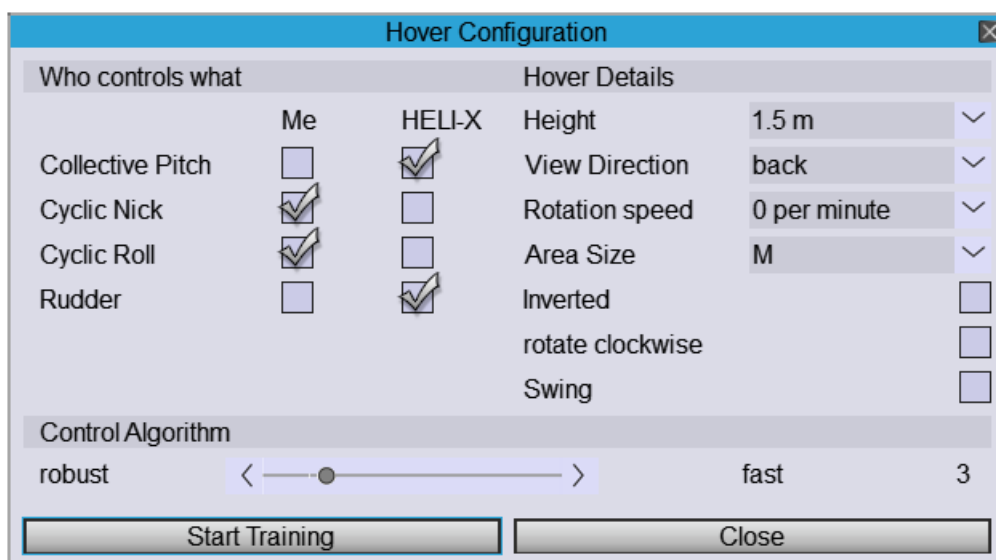 Hover Configuration
Who controls what
Hover Details
Me HELI-X
Height 1.5 m
Collective Pitch
View Direction back
Cyclic Nick
Rotation speed 0 per minute
Cyclic Roll
Area Size M
Rudder
Inverted
rotate clockwise
Swing
Control Algorithm
robust fast 3
Start Training Close